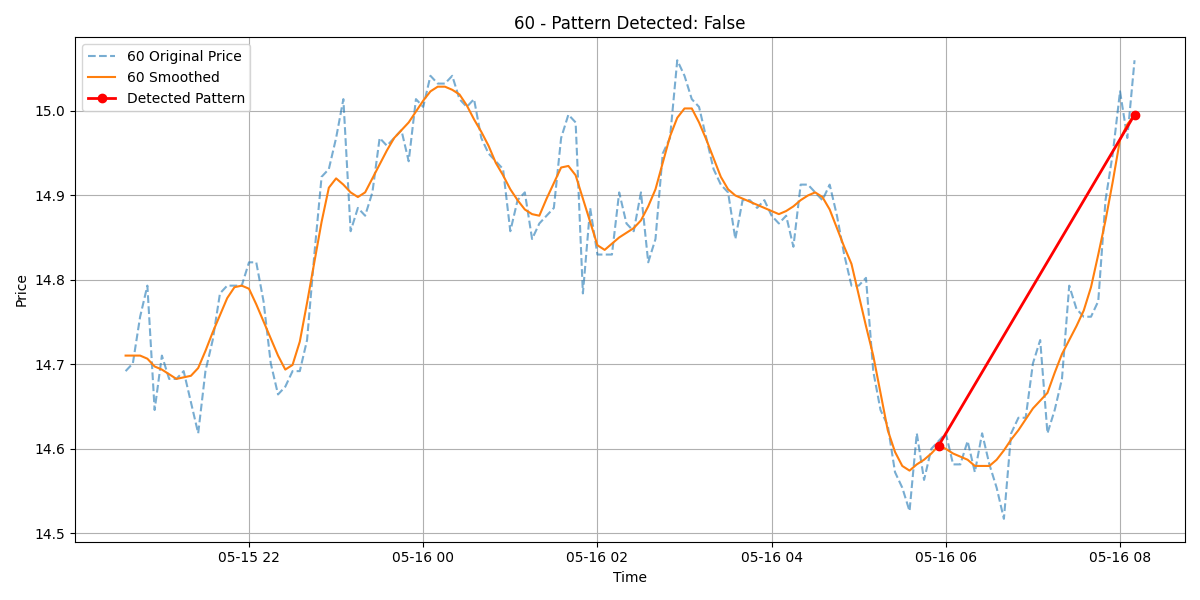 60 - Pattern Detected: False
60 Original Price
60 Smoothed
Detected Pattern
Price
15.0
14.9
14.8
14.7
14.6
14.5
05-15 22
05-16 00
05-16 02
05-16 04
05-16 06
05-16 08
Time